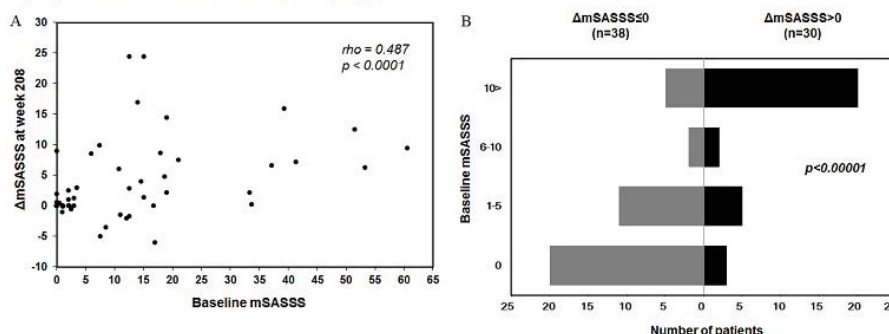 A
ΔmSASSS at week 208
30
25
20
15
10
5
0
-5
-10
rho = 0.487
p < 0.0001
0 5 10 15 20 25 30 35 40 45 50 55 60 65
Baseline mSASSS
B
ΔmSASSS≤0
(n=38)
ΔmSASSS>0
(n=30)
Baseline mSASSS
10>
6-10
1-5
0
p<0.00001
25 20 15 10 5 0 5 10 15 20
Number of patients